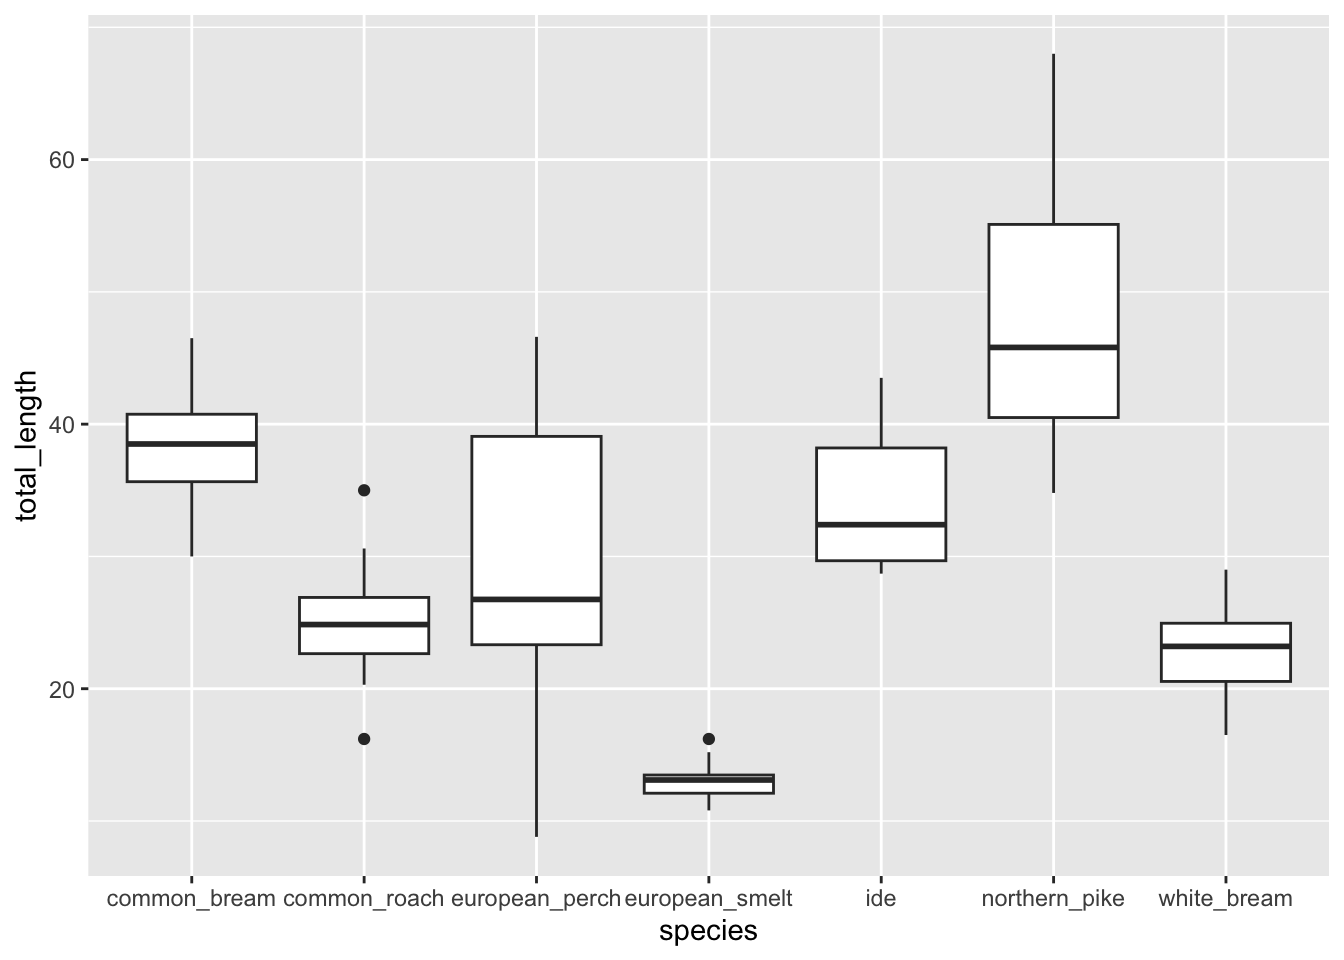 total_length
60
40
20
common_bream common_roach european_perch european_smelt ide northern_pike white_bream
species